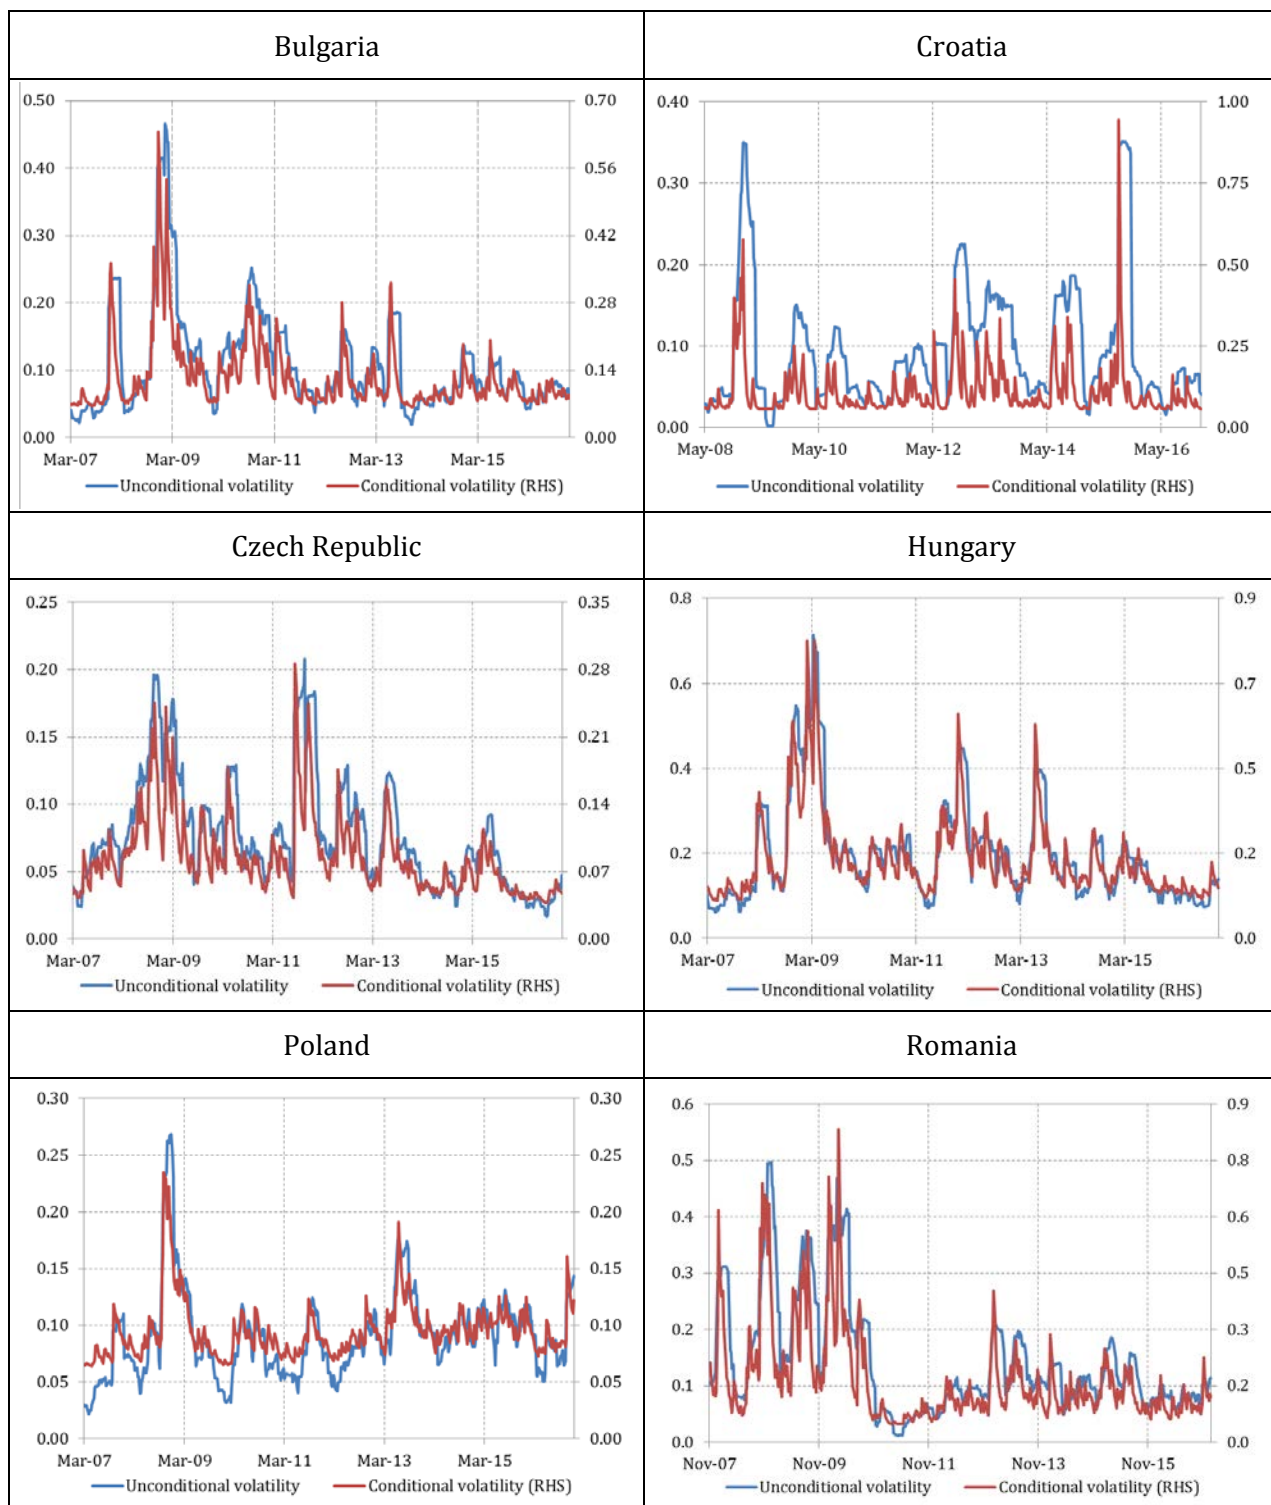 Bulgaria
0.50 0.70
0.40 0.56
0.30 0.42
0.20 0.28
0.10 0.14
0.00 0.00
Mar-07 Mar-09 Mar-11 Mar-13 Mar-15
Unconditional volatility Conditional volatility (RHS)
Croatia
0.40 1.00
0.30 0.75
0.20 0.50
0.10 0.25
0.00 0.00
May-08 May-10 May-12 May-14 May-16
Unconditional volatility Conditional volatility (RHS)
Czech Republic
0.25 0.35
0.20 0.28
0.15 0.21
0.10 0.14
0.05 0.07
0.00 0.00
Mar-07 Mar-09 Mar-11 Mar-13 Mar-15
Unconditional volatility Conditional volatility (RHS)
Hungary
0.8 0.9
0.6 0.7
0.4 0.5
0.2 0.2
0.0 0.0
Mar-07 Mar-09 Mar-11 Mar-13 Mar-15
Unconditional volatility Conditional volatility (RHS)
Poland
0.30 0.30
0.25 0.25
0.20 0.20
0.15 0.15
0.10 0.10
0.05 0.05
0.00 0.00
Mar-07 Mar-09 Mar-11 Mar-13 Mar-15
Unconditional volatility Conditional volatility (RHS)
Romania
0.6 0.9
0.5 0.8
0.4 0.6
0.3 0.5
0.2 0.3
0.1 0.2
0.0 0.0
Nov-07 Nov-09 Nov-11 Nov-13 Nov-15
Unconditional volatility Conditional volatility (RHS)